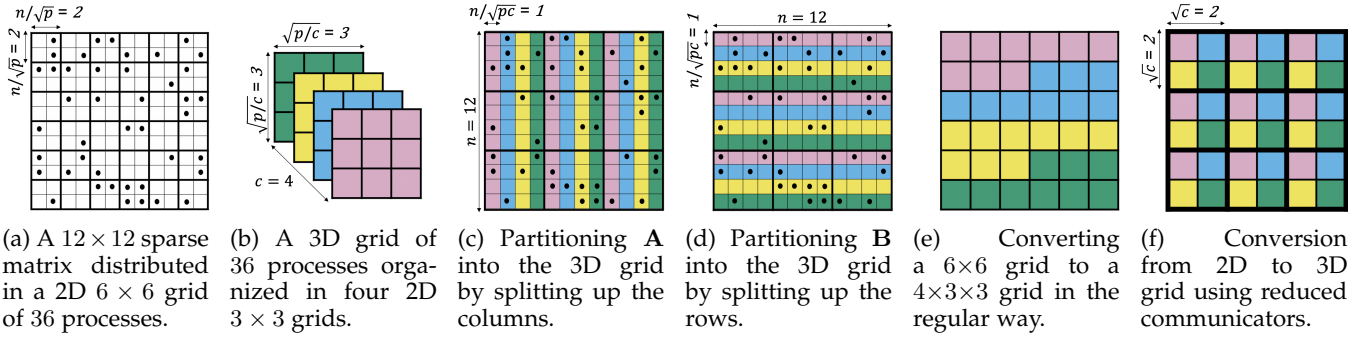 n/√p = 2
n/√p = 2
√p/c = 3
√p/c = 3
c = 4
n/√pc = 1
n = 12
n = 12
n/√pc = 1
√c = 2
√c = 2
(a) A 12 × 12 sparse
matrix distributed
in a 2D 6 × 6 grid
of 36 processes.
(b) A 3D grid of
36 processes orga-
nized in four 2D
3 × 3 grids.
(c) Partitioning A
into the 3D grid
by splitting up the
columns.
(d) Partitioning B
into the 3D grid
by splitting up the
rows.
(e) Converting
a 6×6 grid to a
4×3×3 grid in the
regular way.
(f) Conversion
from 2D to 3D
grid using reduced
communicators.